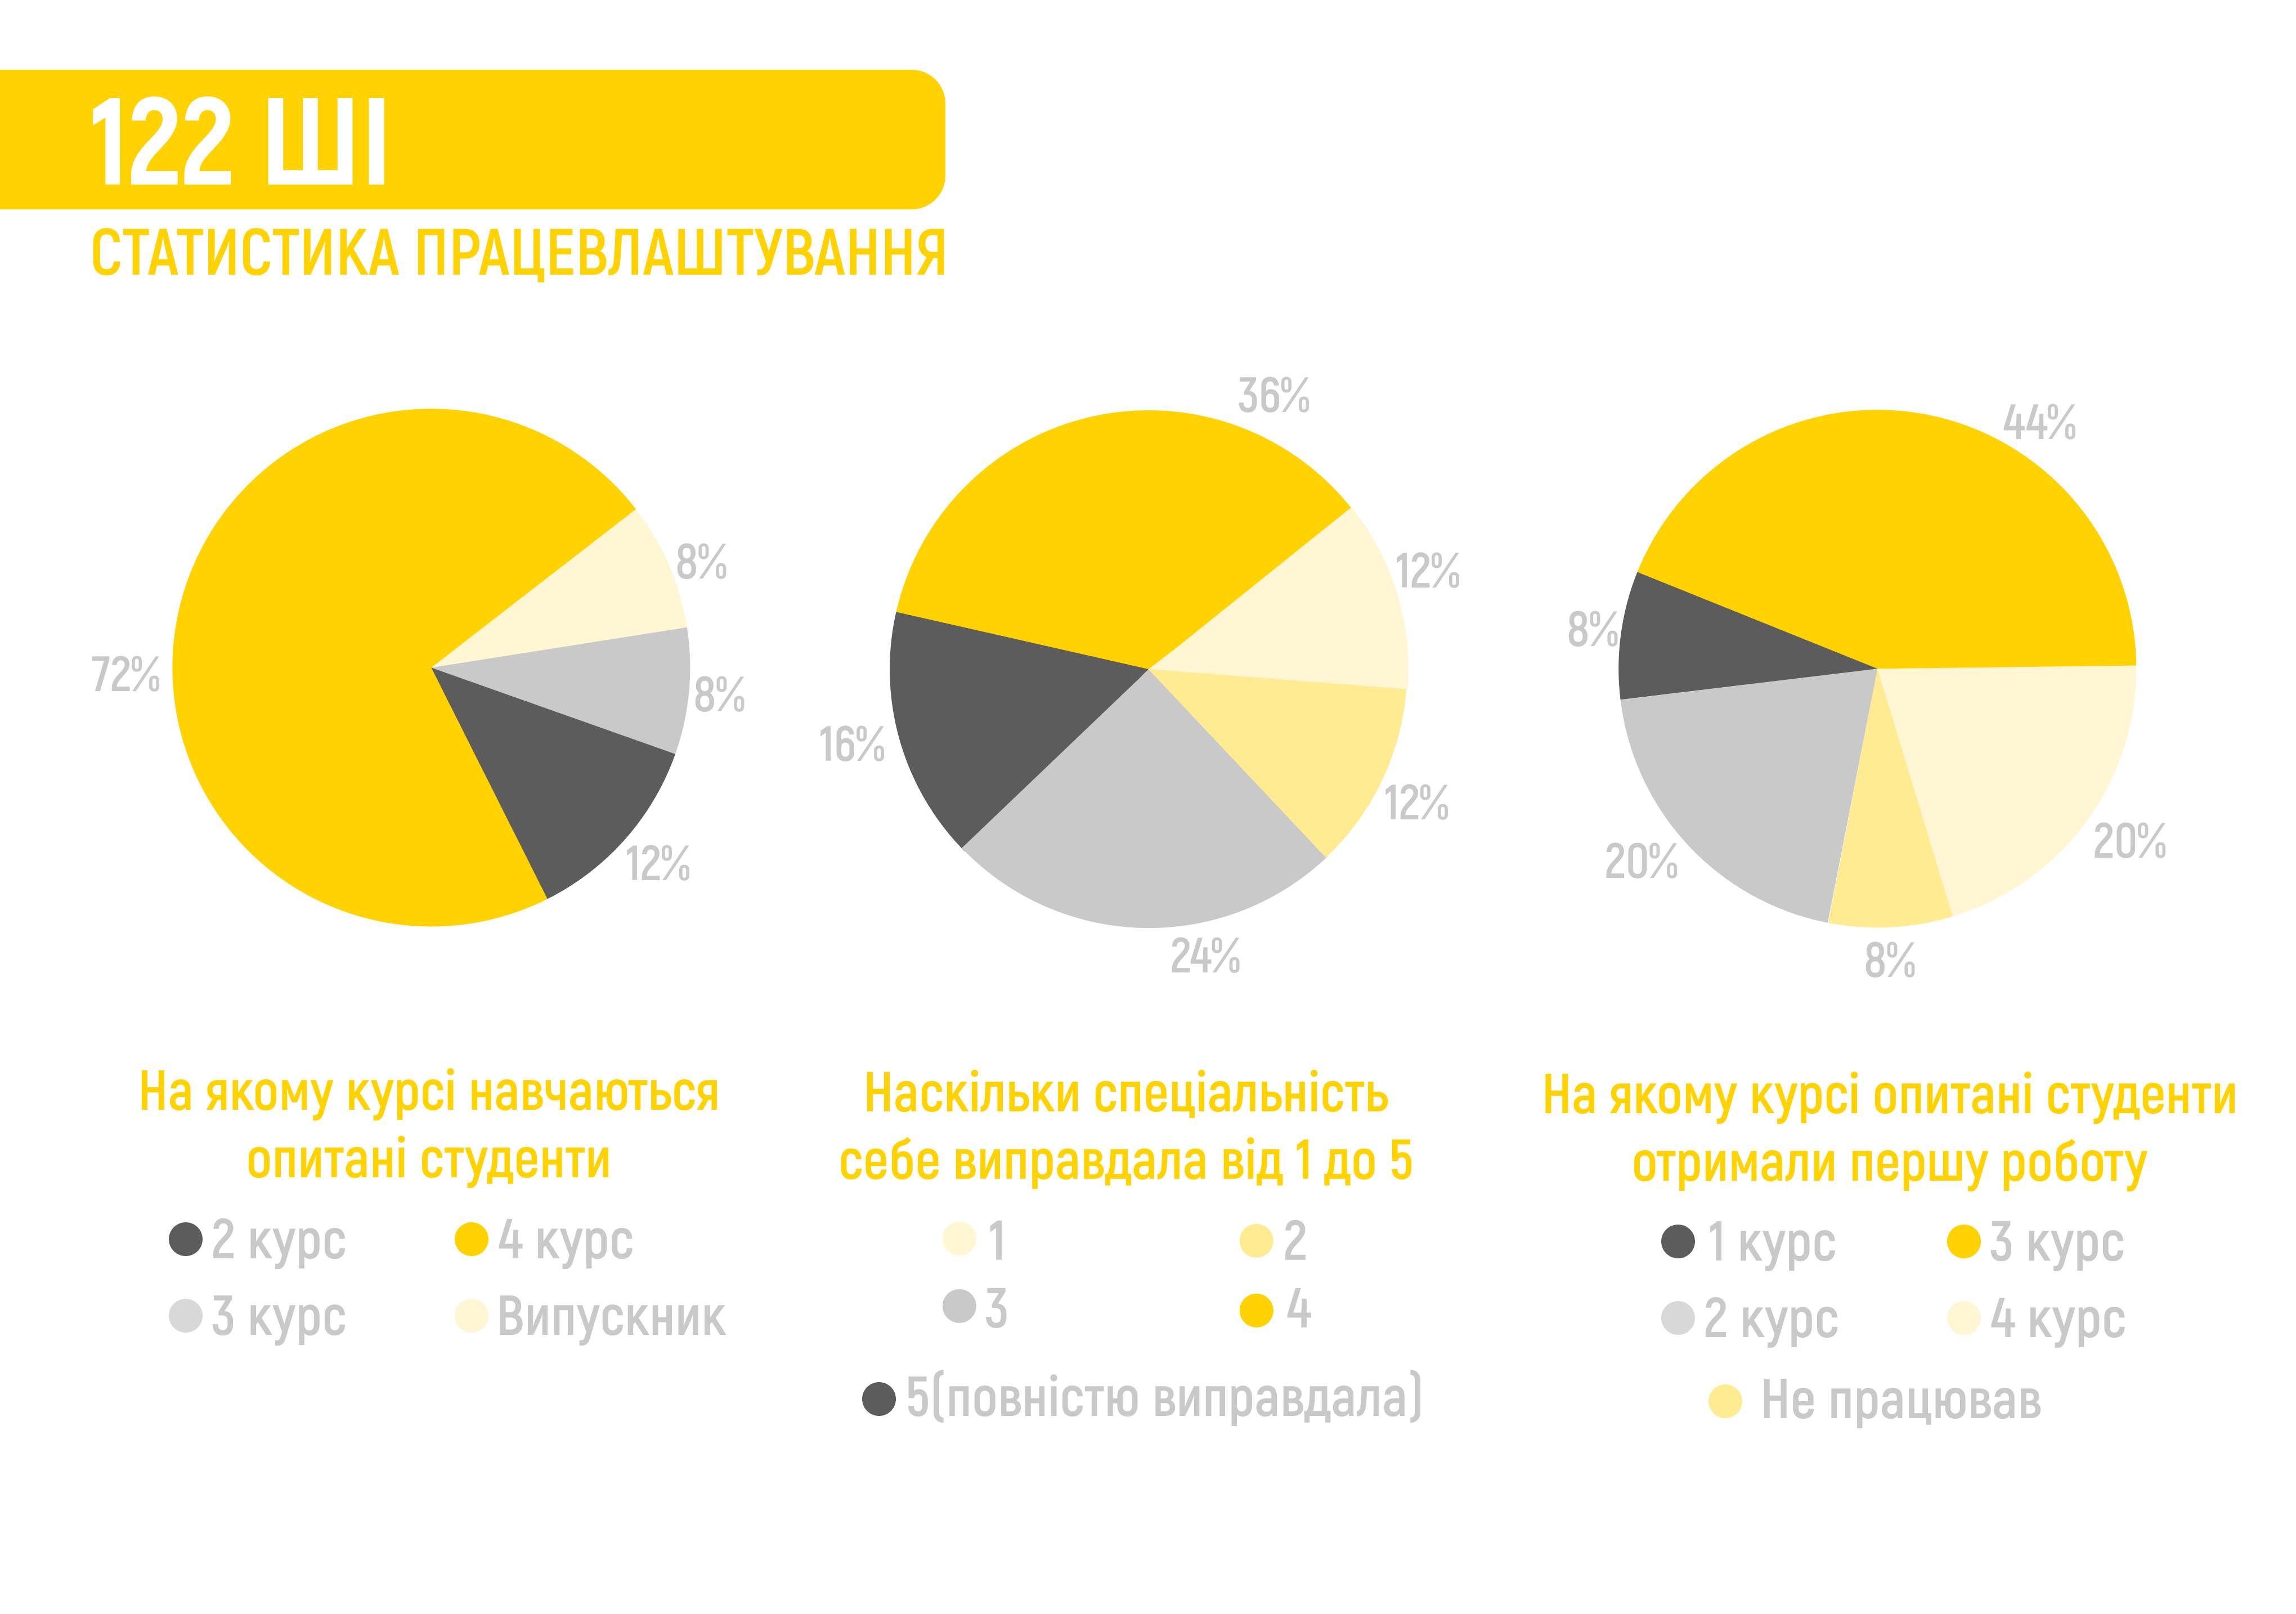 122 ШІ
СТАТИСТИКА ПРАЦЕВЛАШТУВАННЯ
72%
8%
8%
12%
На якому курсі навчаються
опитані студенти
2 курс
4 курс
3 курс
Випускник
36%
12%
12%
24%
16%
Наскільки спеціальність
себе виправдала від 1 до 5
1
2
3
4
5(повністю виправдала)
44%
20%
8%
20%
8%
На якому курсі опитані студенти
отримали першу роботу
1 курс
3 курс
2 курс
4 курс
Не працював